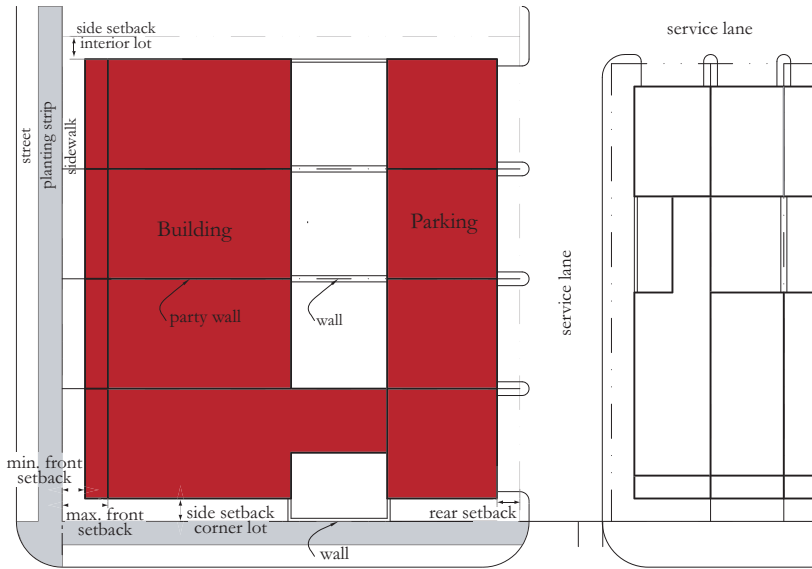 side setback
interior lot
service lane
street
planting strip
sidewalk
Building
Parking
service lane
party wall
wall
min. front
setback
max. front
setback
side setback
corner lot
rear setback
wall